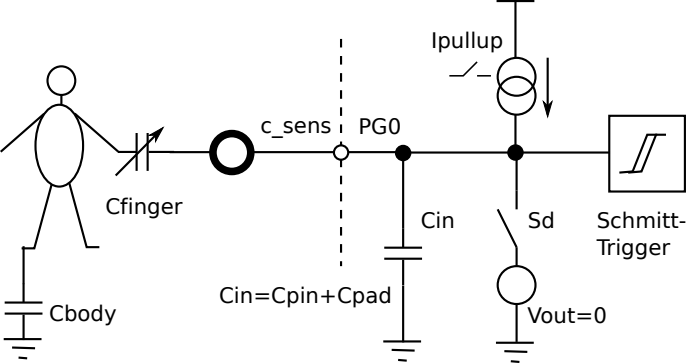 Ipullup
c_sens
PG0
Cfinger
Cin
Sd
Schmitt-
Trigger
Cin=Cpin+Cpad
Cbody
Vout=0